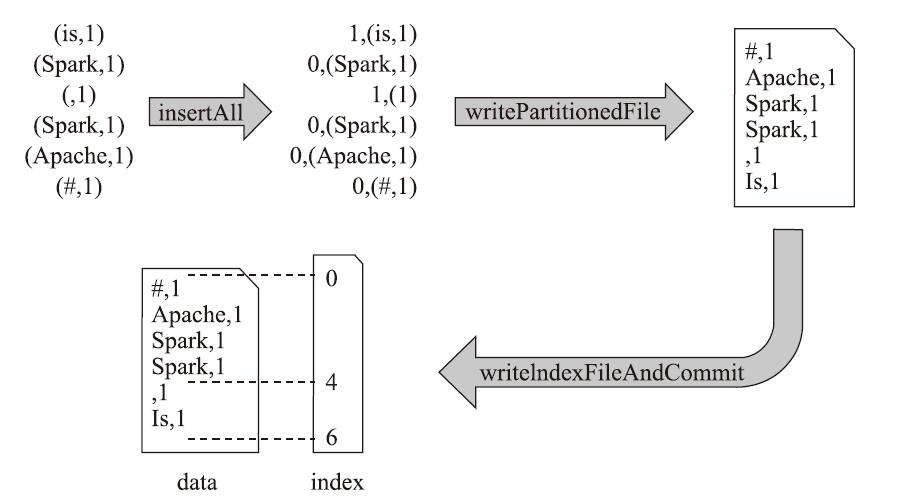 (is,1)
(Spark,1)
(,1)
(Spark,1)
(Apache,1)
(#,1)
insertAll
1,(is,1)
0,(Spark,1)
1,(1)
0,(Spark,1)
0,(Apache,1)
0,(#,1)
writePartitionedFile
#,1
Apache,1
Spark,1
Spark,1
,1
Is,1
writeIndexFileAndCommit
#,1
Apache,1
Spark,1
Spark,1
,1
Is,1
data
0
4
6
index